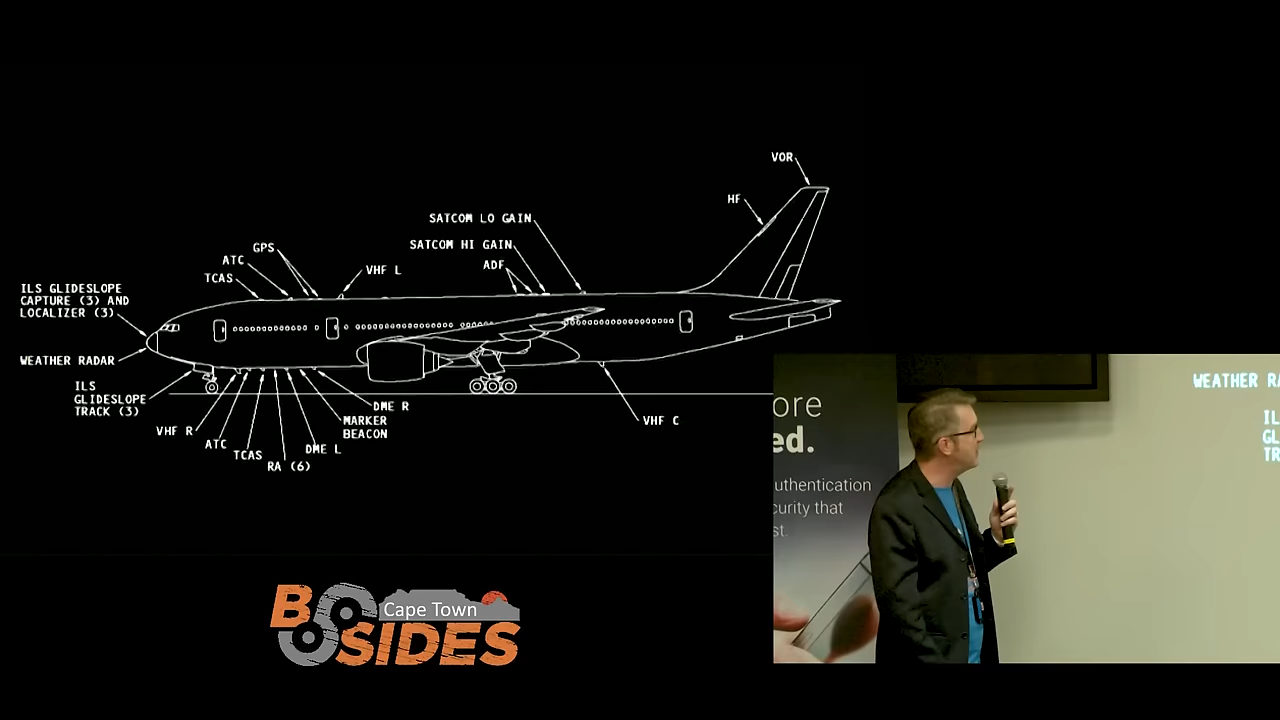 VOR
HF
SATCOM LO GAIN
SATCOM HI GAIN
ADF
GPS
ATC
TCAS
VHF L
ILS GLIDESLOPE
CAPTURE (3) AND
LOCALIZER (3)
WEATHER RADAR
ILS
GLIDESLOPE
TRACK (3)
VHF R
ATC
TCAS
RA (6)
DME L
MARKER
BEACON
DME R
VHF C
BSIDES
Cape Town
ore
ed.
uthentication
curity that
st.
WEATHER RA
IL
GL
TR